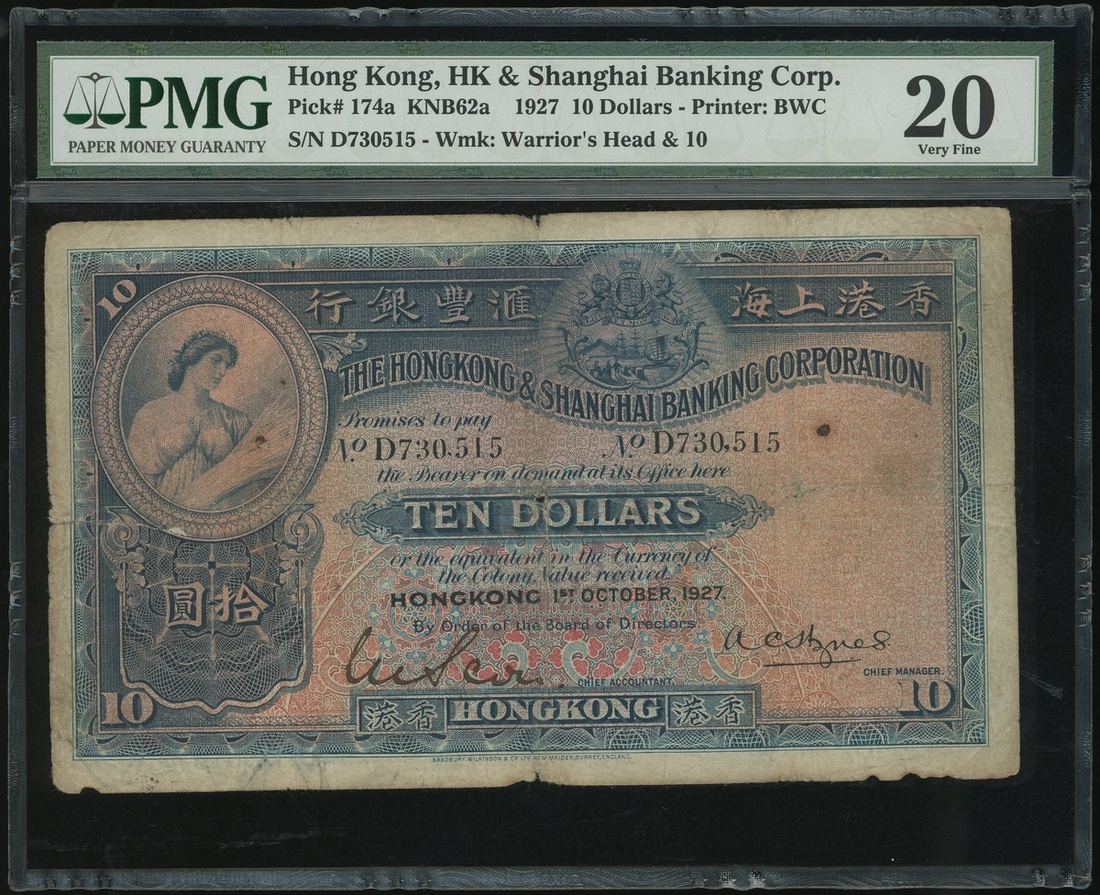 PMG
PAPER MONEY GUARANTY
Hong Kong, HK & Shanghai Banking Corp.
Pick# 174a KNB62a 1927 10 Dollars - Printer: BWC
S/N D730515 - Wmk: Warrior's Head & 10
20
Very Fine
10
行銀豐滙 海上港香
THE HONGKONG & SHANGHAI BANKING CORPORATION
Promises to pay
No D730,515 No D730,515
the Bearer on demand at its Office here
TEN DOLLARS
or the equivalent in the Currency of
the Colony, Value received.
HONGKONG 1ST OCTOBER, 1927.
By Order of the Board of Directors
圓拾
CHIEF ACCOUNTANT.
CHIEF MANAGER.
10 港香 HONGKONG 港香 10
BRADBURY, WILKINSON & CO LTD NEW MALDEN, SURREY, ENGLAND.